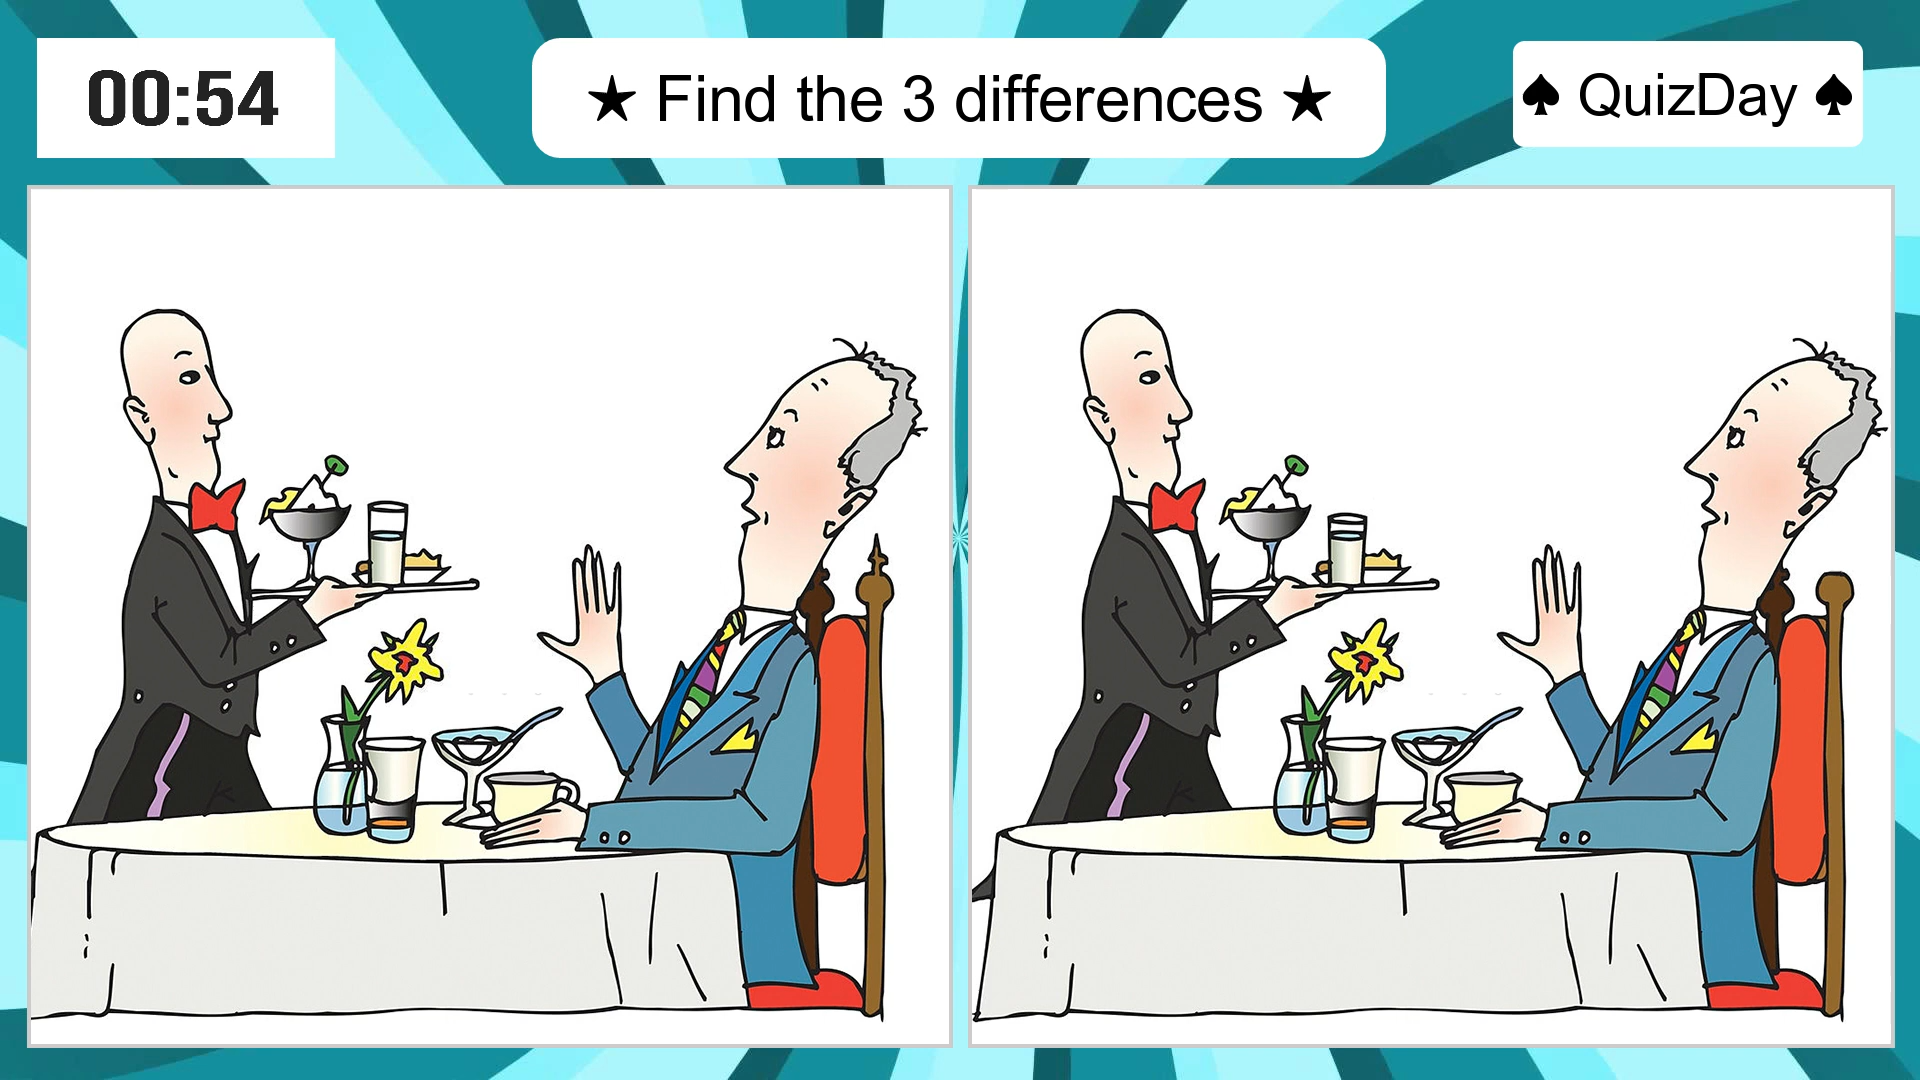 00:54
★ Find the 3 differences ★
♠ QuizDay ♠